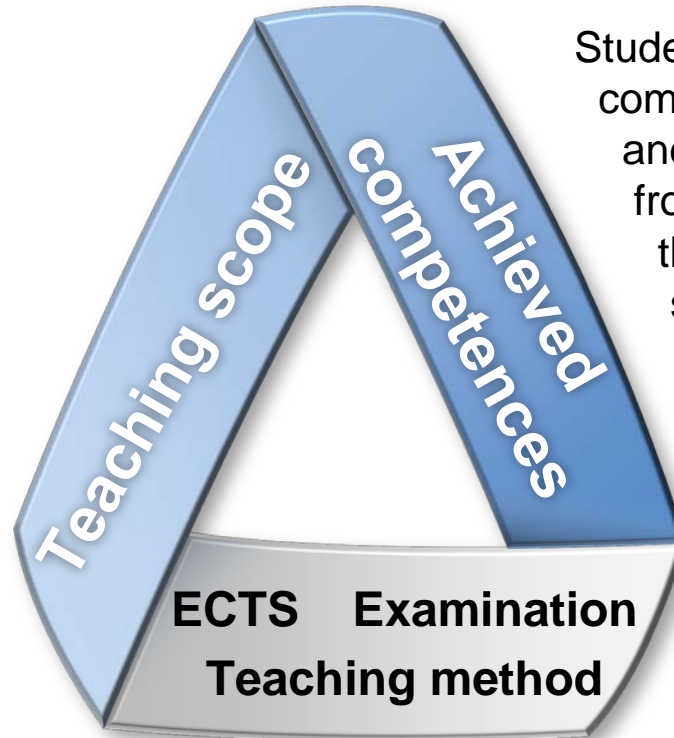 Teaching scope
Achieved
competences
ECTS Examination
Teaching method